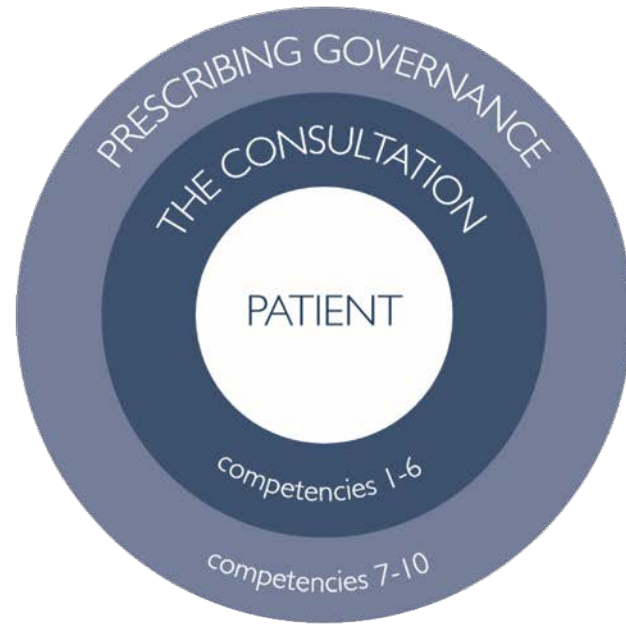 PRESCRIBING GOVERNANCE
THE CONSULTATION
PATIENT
competencies 1-6
competencies 7-10